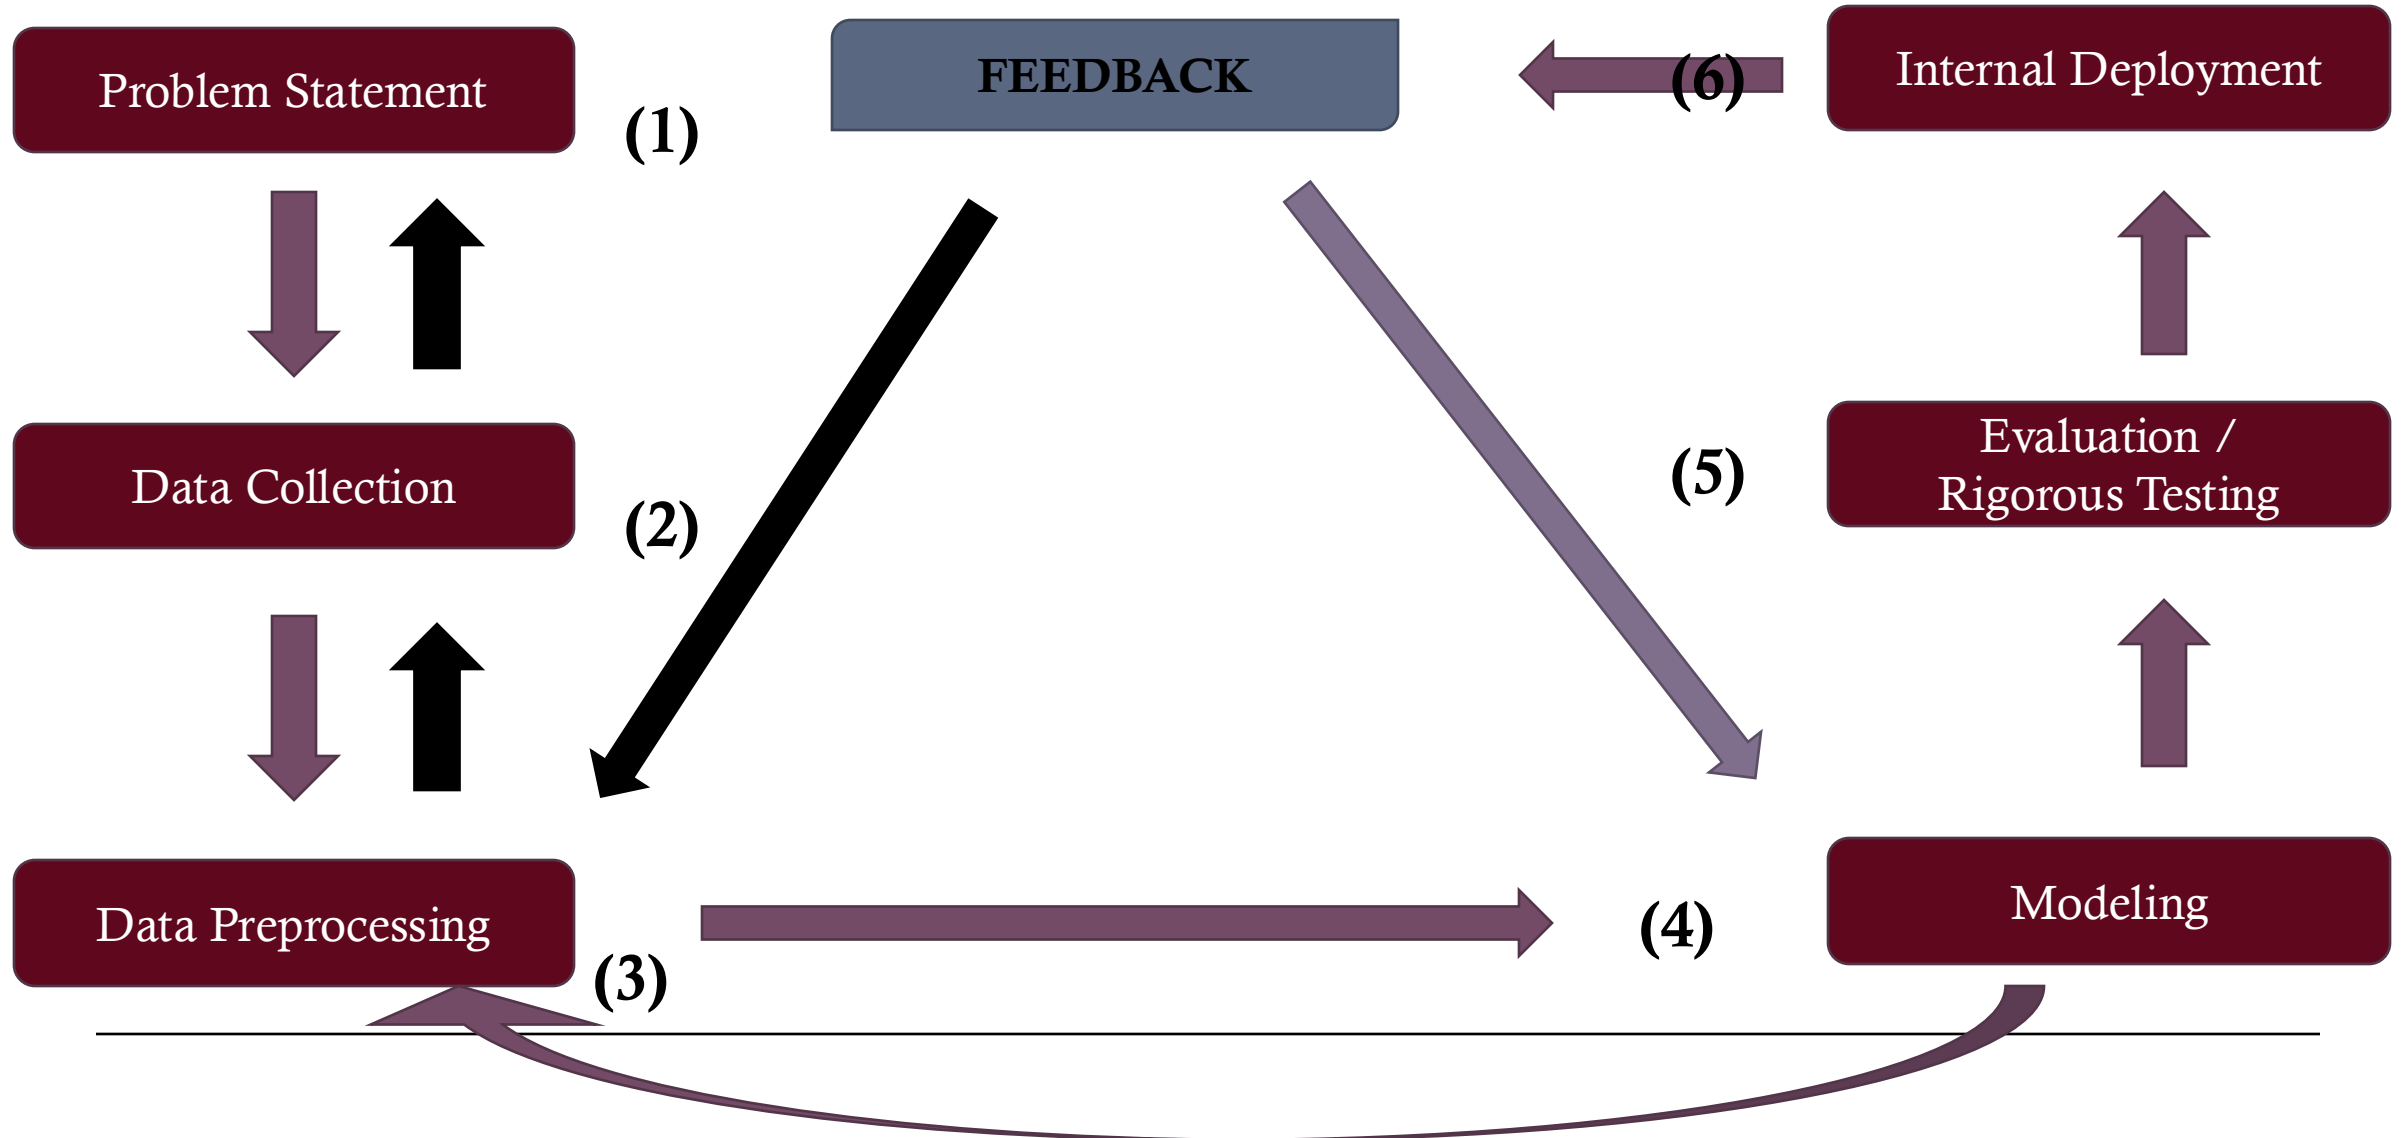 Problem Statement
(1)
FEEDBACK
(6)
Internal Deployment
Data Collection
(2)
(5)
Evaluation /
Rigorous Testing
Data Preprocessing
(3)
(4)
Modeling